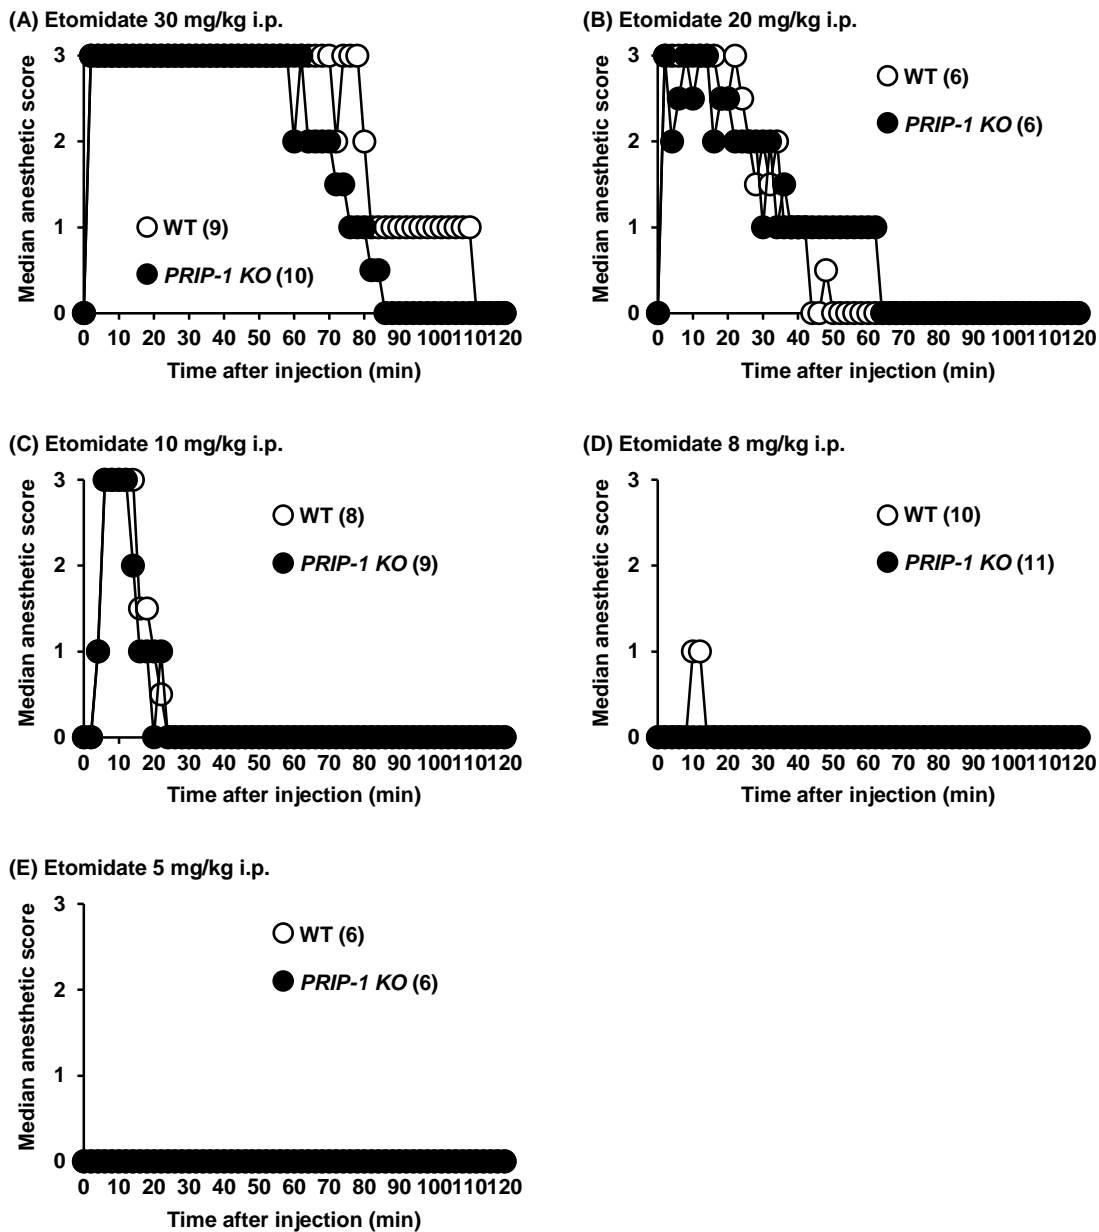 (A) Etomidate 30 mg/kg i.p.
Median anesthetic score
3
2
1
0
WT (9)
PRIP-1 KO (10)
0 10 20 30 40 50 60 70 80 90 100110120
Time after injection (min)
(B) Etomidate 20 mg/kg i.p.
Median anesthetic score
3
2
1
0
WT (6)
PRIP-1 KO (6)
0 10 20 30 40 50 60 70 80 90 100110120
Time after injection (min)
(C) Etomidate 10 mg/kg i.p.
Median anesthetic score
3
2
1
0
WT (8)
PRIP-1 KO (9)
0 10 20 30 40 50 60 70 80 90 100110120
Time after injection (min)
(D) Etomidate 8 mg/kg i.p.
Median anesthetic score
3
2
1
0
WT (10)
PRIP-1 KO (11)
0 10 20 30 40 50 60 70 80 90 100110120
Time after injection (min)
(E) Etomidate 5 mg/kg i.p.
Median anesthetic score
3
2
1
0
WT (6)
PRIP-1 KO (6)
0 10 20 30 40 50 60 70 80 90 100110120
Time after injection (min)